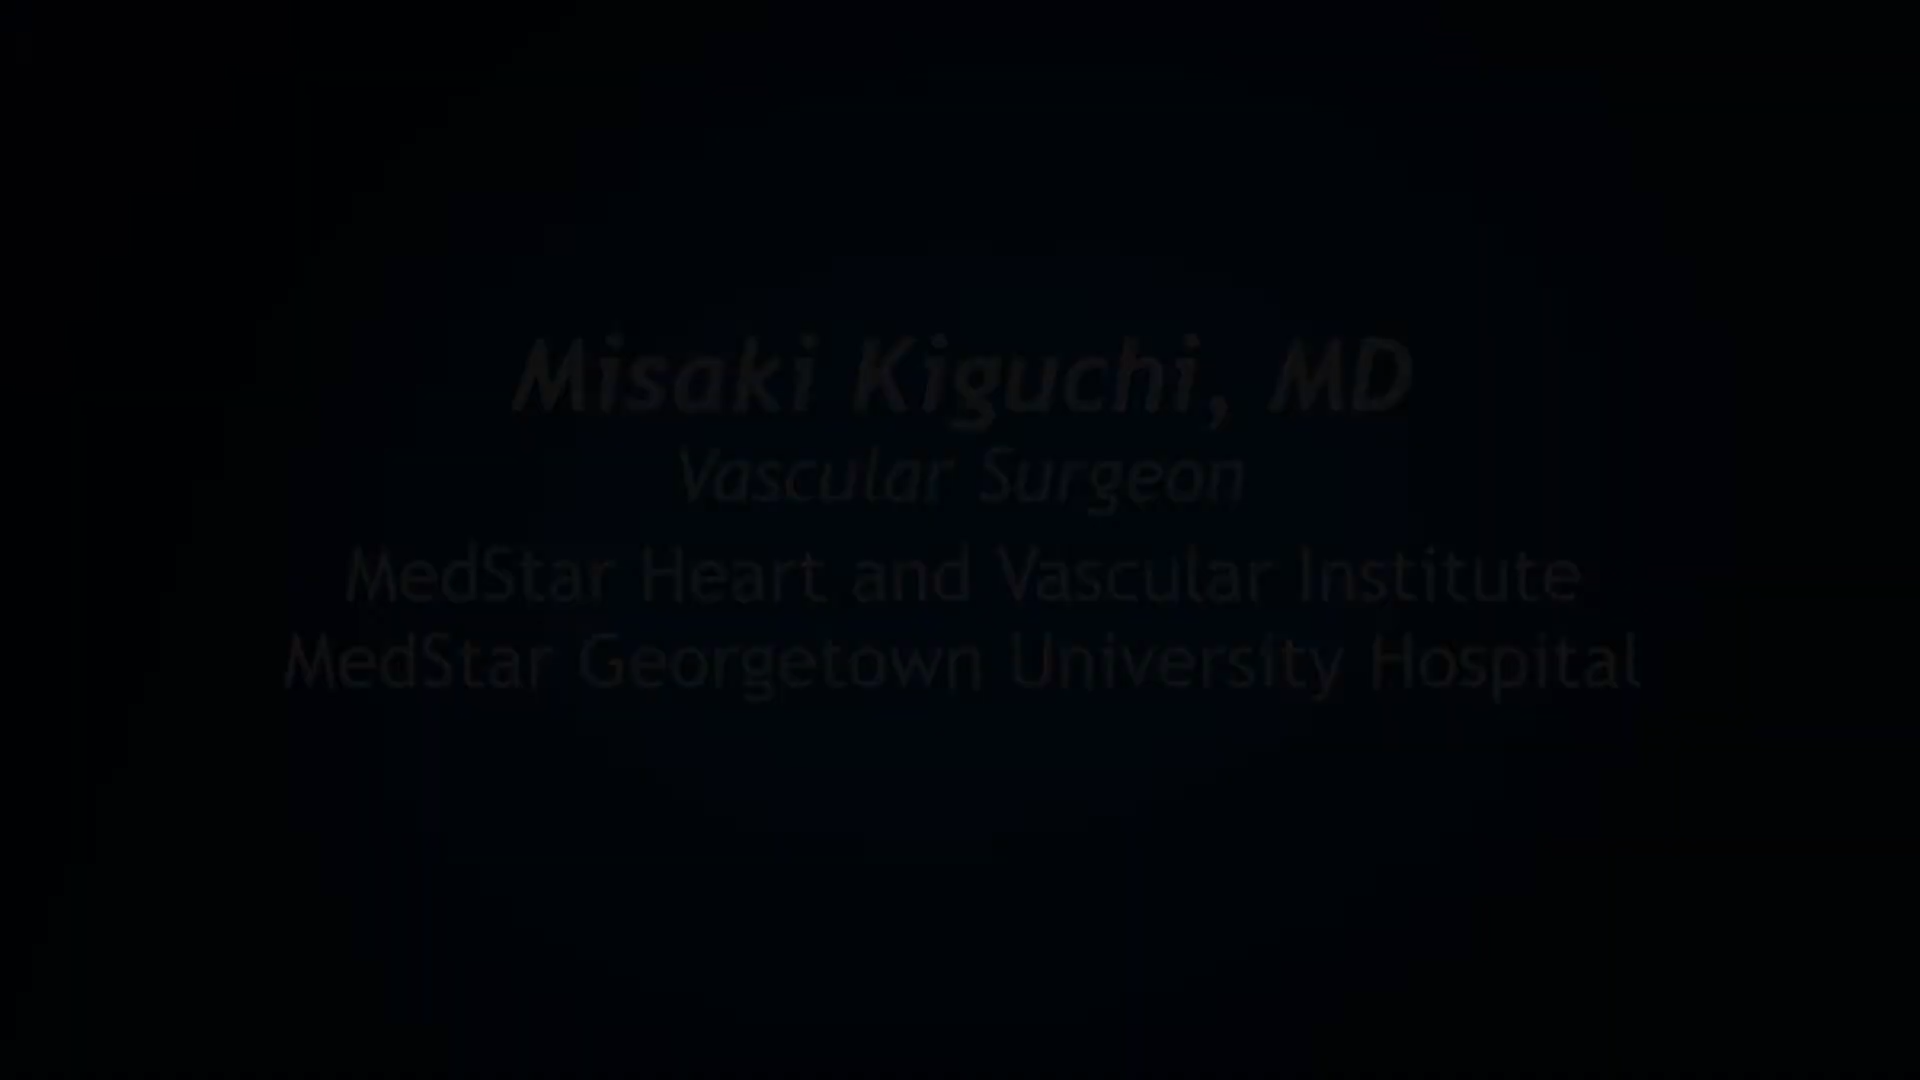 Misaki Kiguchi, MD
Vascular Surgeon
MedStar Heart and Vascular Institute
MedStar Georgetown University Hospital